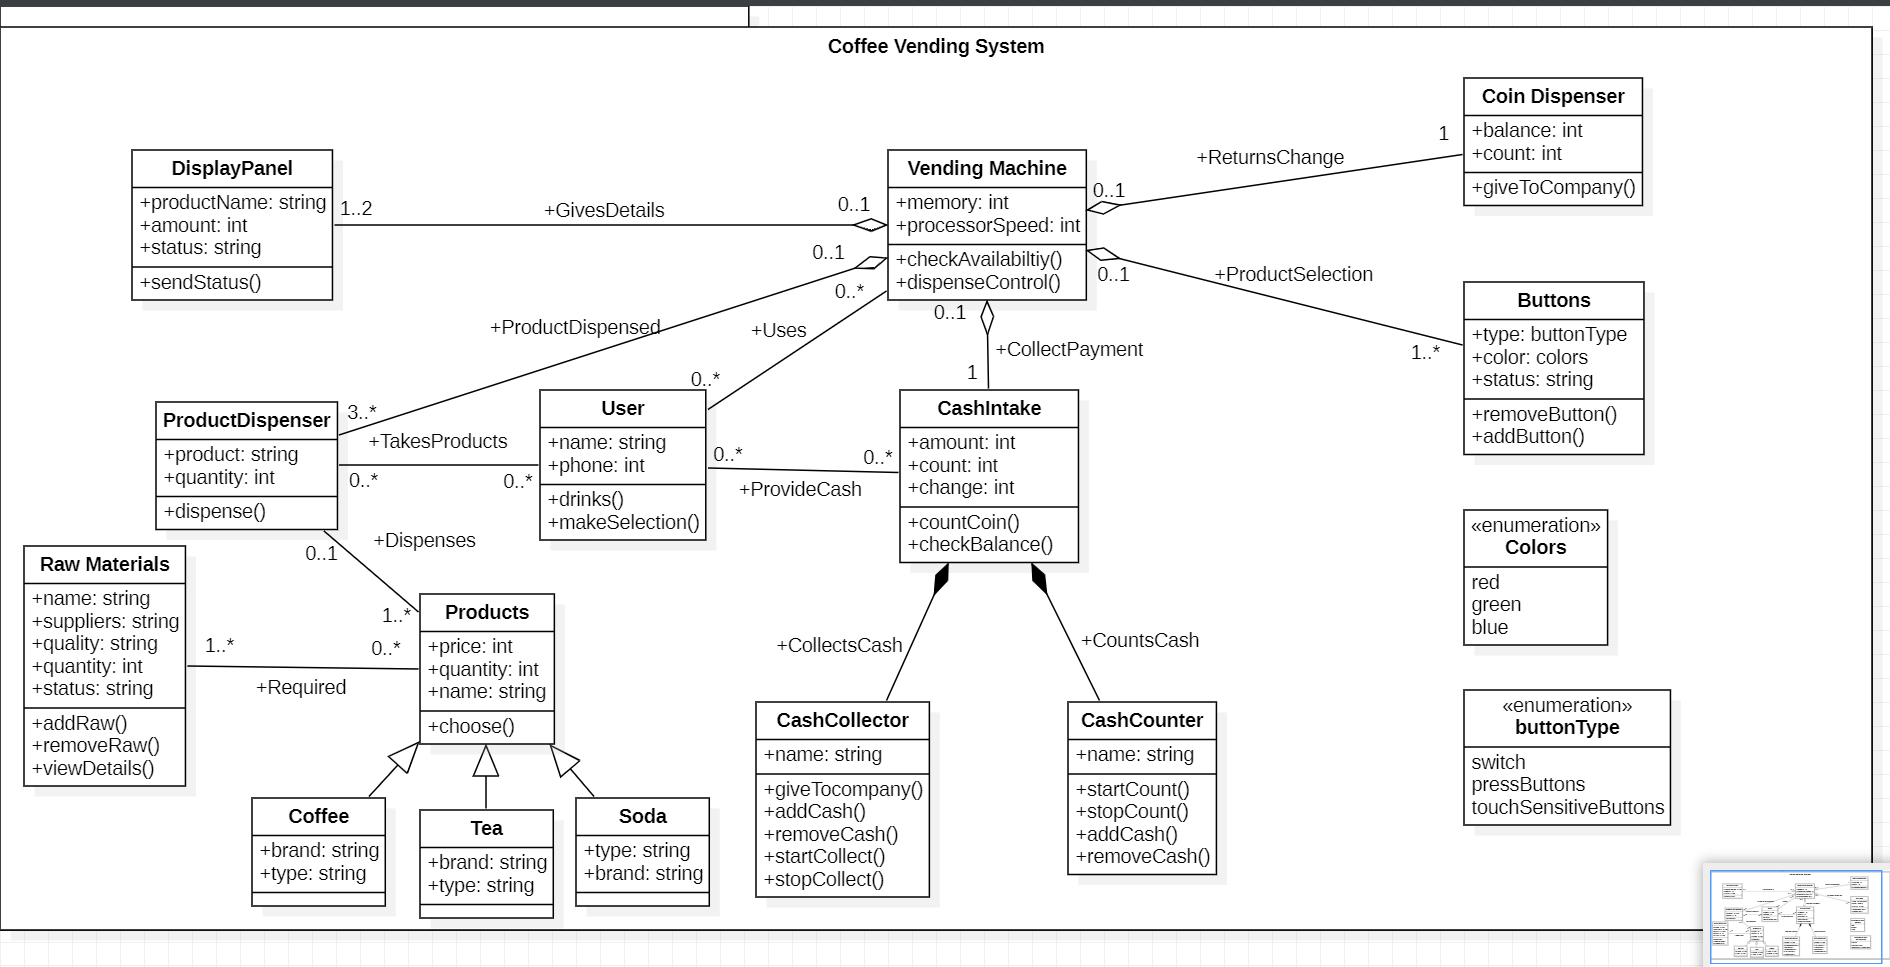 Coffee Vending System
Coin Dispenser
+balance: int
+count: int
+giveToCompany()
1
+ReturnsChange
0..1
DisplayPanel
+productName: string
+amount: int
+status: string
+sendStatus()
1..2
+GivesDetails
0..1
Vending Machine
+memory: int
+processorSpeed: int
+checkAvailabiltiy()
+dispenseControl()
0..1
+ProductSelection
1..*
Buttons
+type: buttonType
+color: colors
+status: string
+removeButton()
+addButton()
0..1
+ProductDispensed
3..*
0..*
+Uses
0..*
0..1
+CollectPayment
1
ProductDispenser
+product: string
+quantity: int
+dispense()
+TakesProducts
0..*
0..*
User
+name: string
+phone: int
+drinks()
+makeSelection()
0..*
0..*
+ProvideCash
CashIntake
+amount: int
+count: int
+change: int
+countCoin()
+checkBalance()
«enumeration»
Colors
red
green
blue
0..1
+Dispenses
1..*
Raw Materials
+name: string
+suppliers: string
+quality: string
+quantity: int
+status: string
+addRaw()
+removeRaw()
+viewDetails()
1..*
0..*
+Required
Products
+price: int
+quantity: int
+name: string
+choose()
+CollectsCash
+CountsCash
CashCollector
+name: string
+giveTocompany()
+addCash()
+removeCash()
+startCollect()
+stopCollect()
CashCounter
+name: string
+startCount()
+stopCount()
+addCash()
+removeCash()
«enumeration»
buttonType
switch
pressButtons
touchSensitiveButtons
Coffee
+brand: string
+type: string
Tea
+brand: string
+type: string
Soda
+type: string
+brand: string